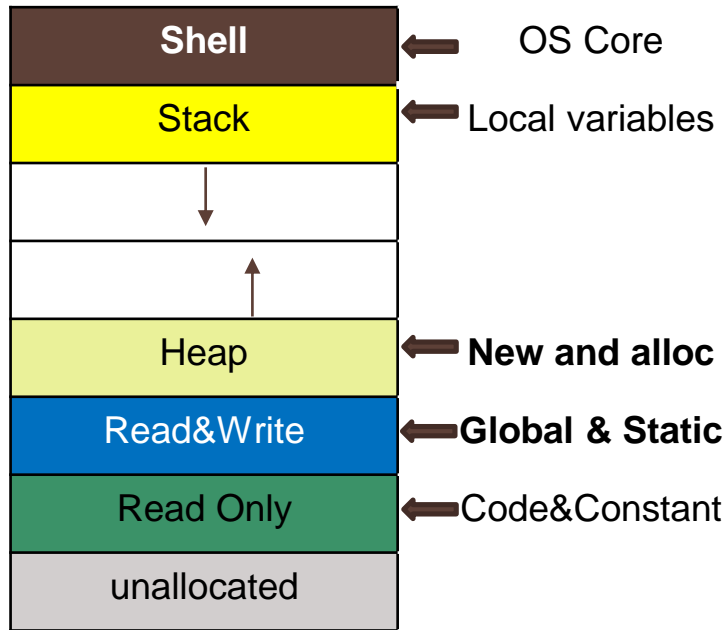 Shell OS Core
Stack Local variables
Heap New and alloc
Read&Write Global & Static
Read Only Code&Constant
unallocated